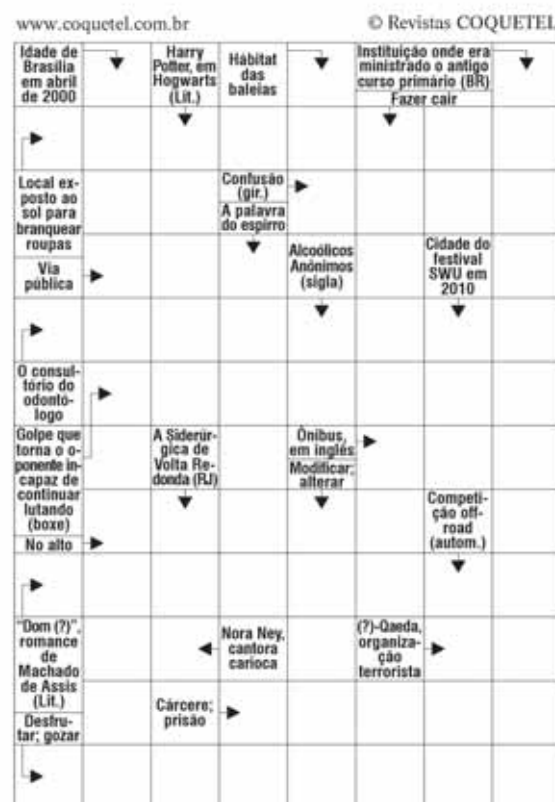 www.coquetel.com.br
© Revistas COQUETEL
Idade de
Brasília
em abril
de 2000
Harry
Potter, em
Hogwarts
(Lit.)
Hábitat
das
baleias
Instituição onde era
ministrado o antigo
curso primário (BR)
Fazer cair
Local ex-
posto ao
sol para
branquear
roupas
Confusão
(gír.)
A palavra
do espirro
Via
pública
Alcoólicos
Anônimos
(sigla)
Cidade do
festival
SWU em
2010
O consul-
tório do
odontó-
logo
Golpe que
torna o o-
ponente in-
capaz de
continuar
lutando
(boxe)
A Siderúr-
gica de
Volta Re-
donda (RJ)
Ônibus,
em inglês
Modificar;
alterar
No alto
Competi-
ção off-
road
(autom.)
"Dom (?)",
romance
de
Machado
de Assis
(Lit.)
Nora Ney,
cantora
carioca
(?)-Qaeda,
organiza-
ção
terrorista
Desfru-
tar; gozar
Cárcere;
prisão